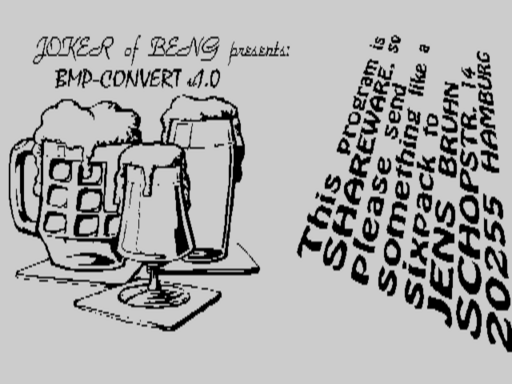 JOKER of BENG presents:
BMP-CONVERT v1.0
This program is
SHAREWARE, so
Please send
Something like a
Sixpack to
JENS BRUHN
SCHOPSTR. 14
20255 HAMBURG